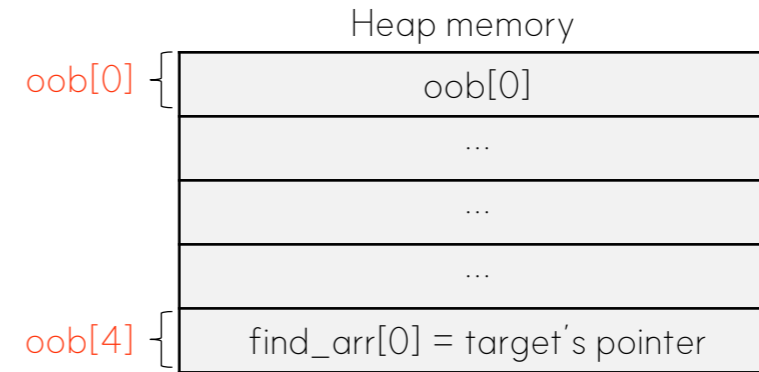 Heap memory
oob[0] oob[0]
...
...
...
oob[4] find_arr[0] = target's pointer